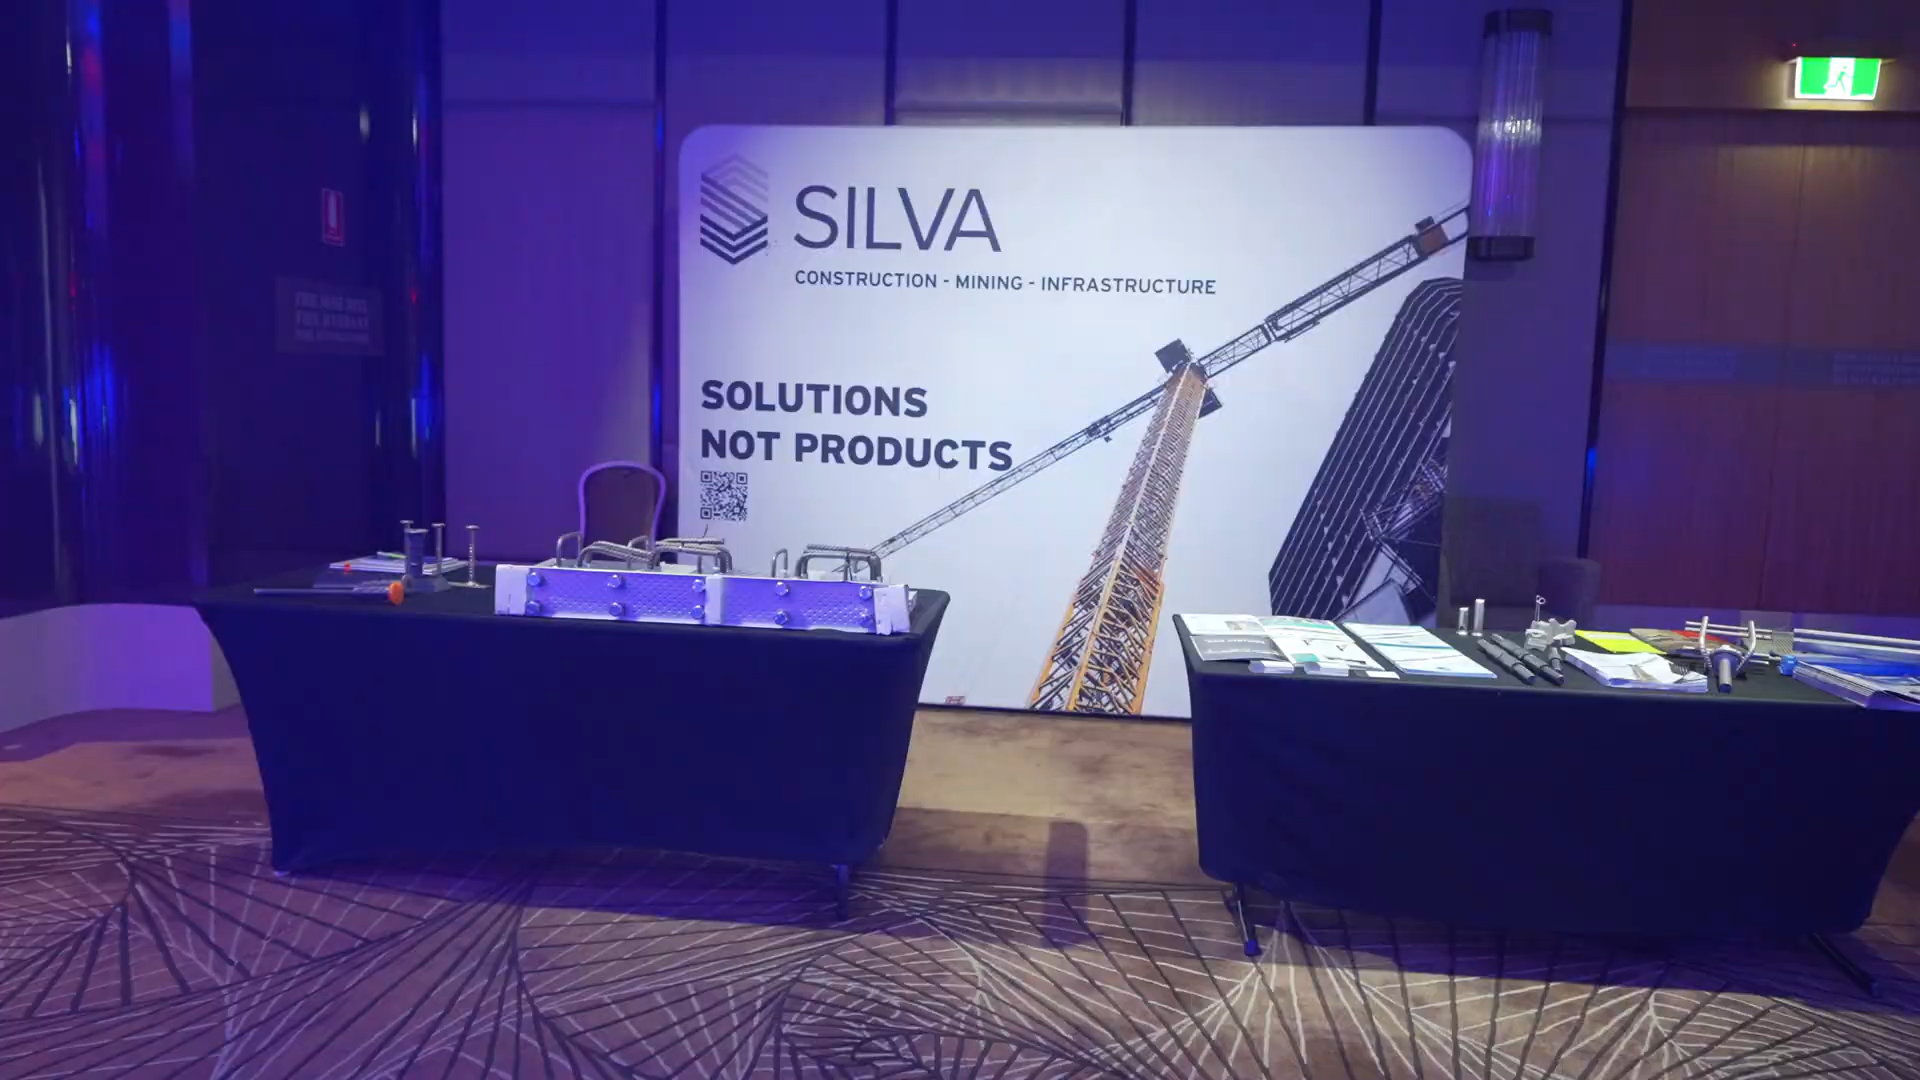 SILVA
CONSTRUCTION - MINING - INFRASTRUCTURE
SOLUTIONS
NOT PRODUCTS